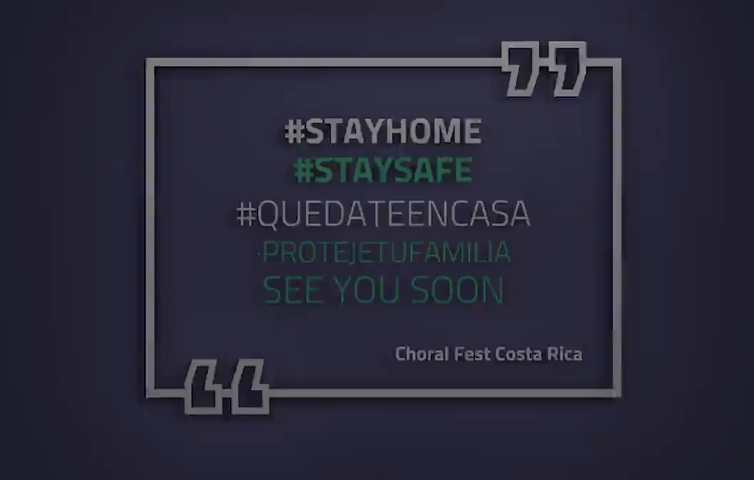 #STAYHOME
#STAYSAFE
#QUEDATEENCASA
PROTEJETUFAMILIA
SEE YOU SOON
Choral Fest Costa Rica